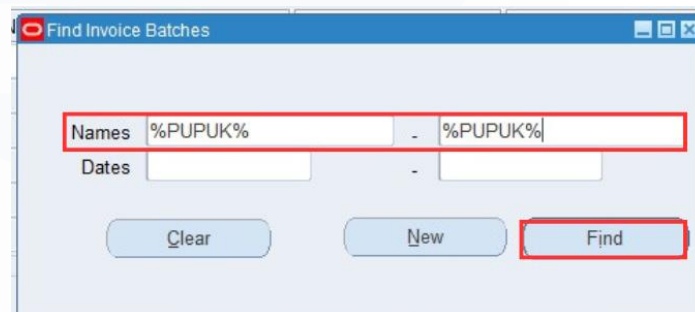 Find Invoice Batches
Names %PUPUK% - %PUPUK%
Dates -
Clear New Find